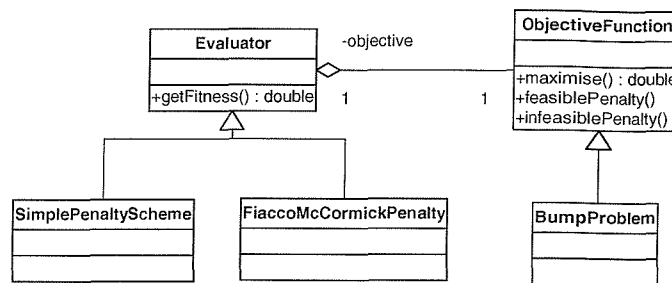 Evaluator
+getFitness() : double
-objective
1
1
ObjectiveFunction
+maximise() : double
+feasiblePenalty()
+infeasiblePenalty()
SimplePenaltyScheme
FiaccoMcCormickPenalty
BumpProblem